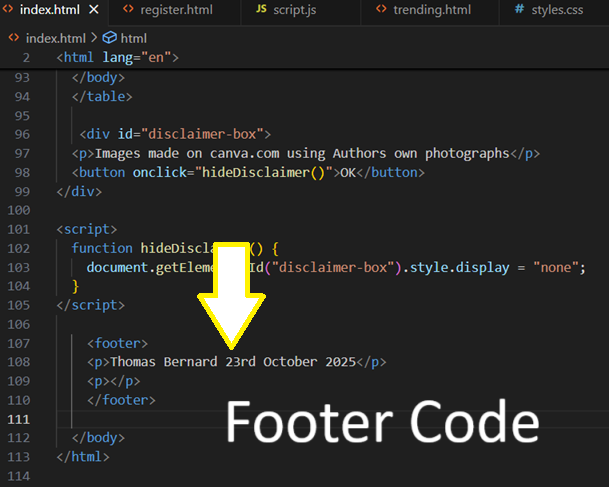 index.html register.html JS script.js trending.html # styles.css
index.html > html
2 <html lang="en">
93 </body>
94 </table>
95
96 <div id="disclaimer-box">
97 <p>Images made on canva.com using Authors own photographs</p>
98 <button onclick="hideDisclaimer()">OK</button>
99 </div>
100
101 <script>
102 function hideDiscla () {
103 document.getEleme Id("disclaimer-box").style.display = "none";
104 }
105 </script>
106
107 <footer>
108 <p>Thomas Bernard 23rd October 2025</p>
109 <p></p>
110 </footer>
111
112 </body>
113 </html>
114
Footer Code